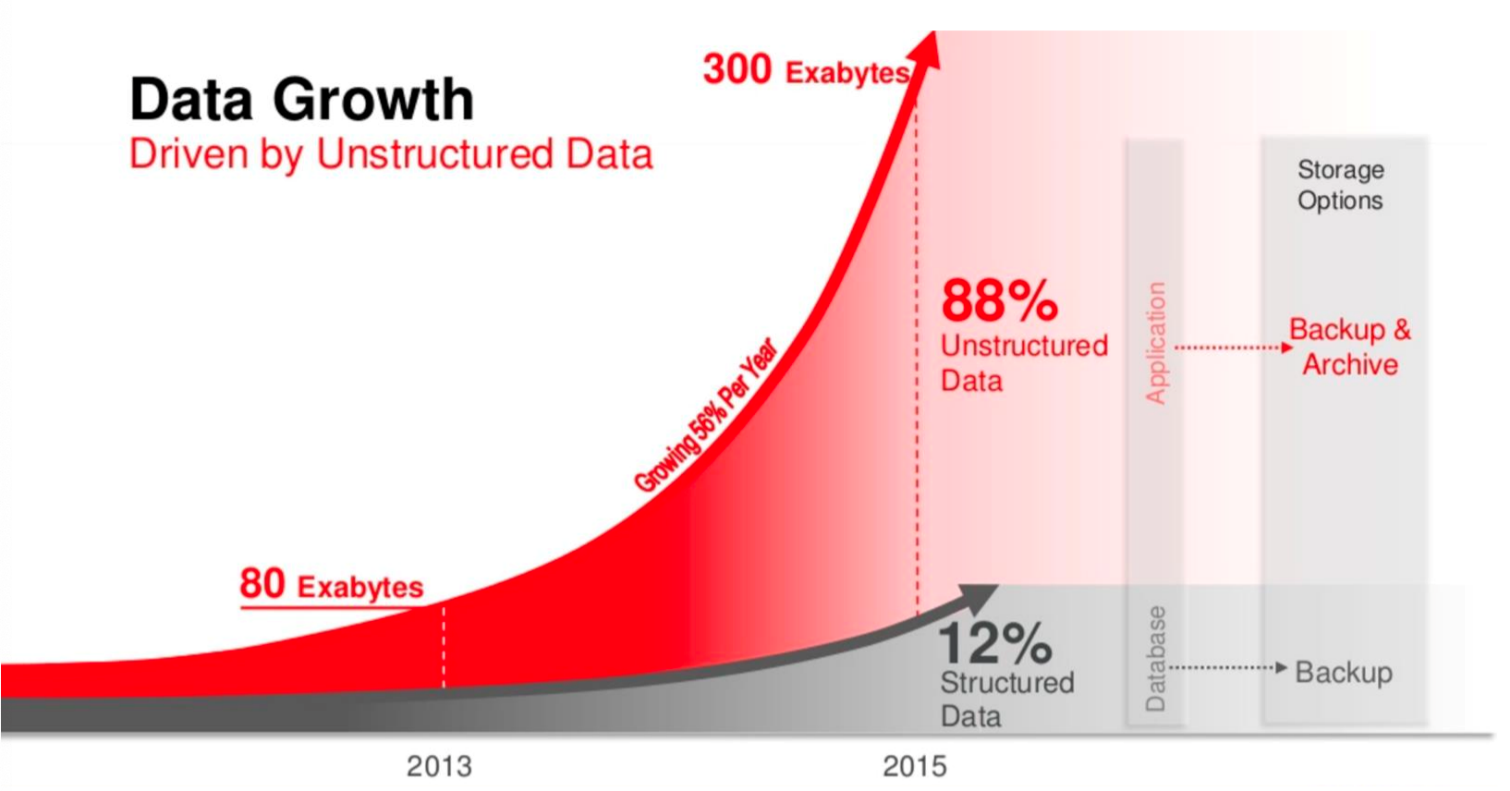 Data Growth
Driven by Unstructured Data
300 Exabytes
Growing 56% Per Year
80 Exabytes
88%
Unstructured
Data
12%
Structured
Data
Application
Database
Storage
Options
Backup &
Archive
Backup
2013
2015